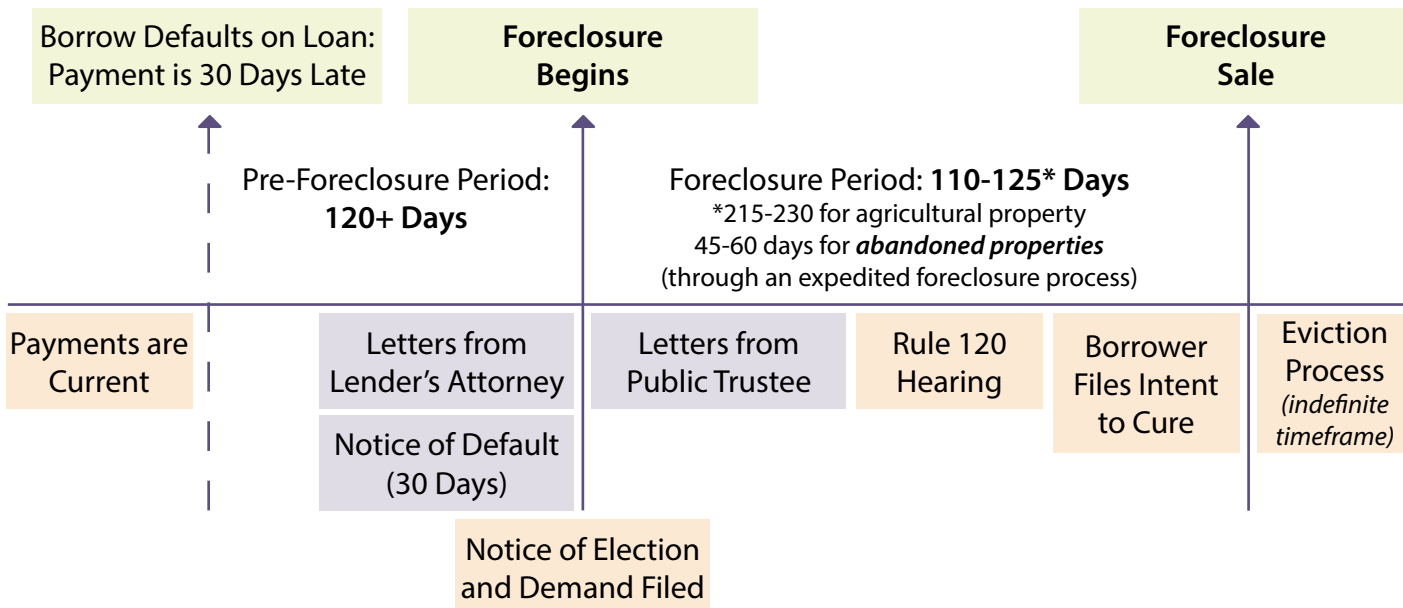 Borrow Defaults on Loan:
Payment is 30 Days Late
Foreclosure
Begins
Foreclosure
Sale
Pre-Foreclosure Period:
120+ Days
Foreclosure Period: 110-125* Days
*215-230 for agricultural property
45-60 days for abandoned properties
(through an expedited foreclosure process)
Payments are
Current
Letters from
Lender’s Attorney
Notice of Default
(30 Days)
Notice of Election
and Demand Filed
Letters from
Public Trustee
Rule 120
Hearing
Borrower
Files Intent
to Cure
Eviction
Process
(indefinite
timeframe)